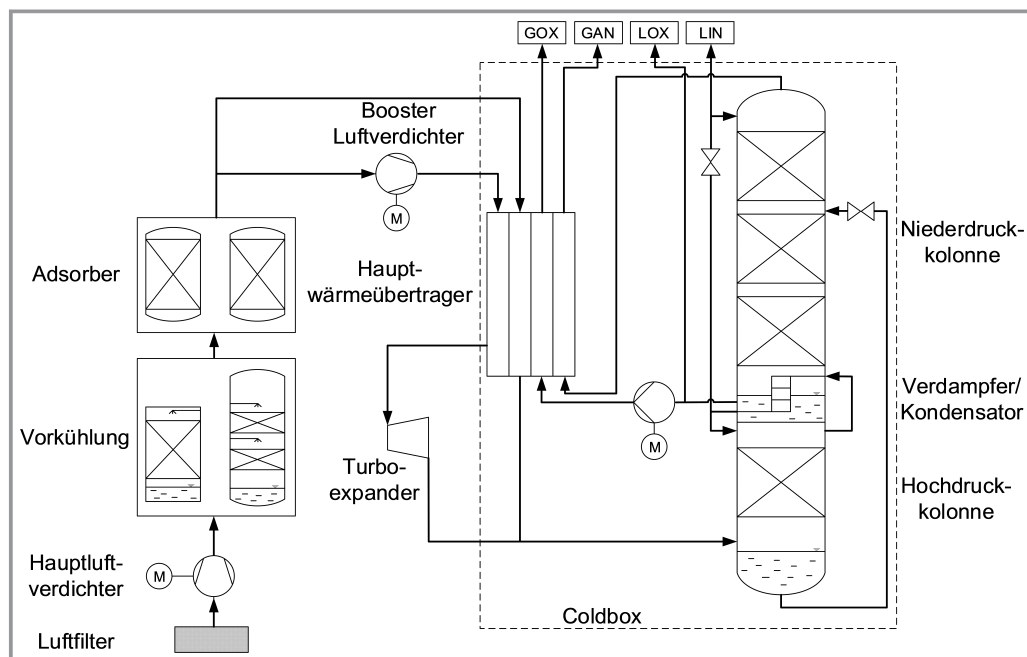 GOX
GAN
LOX
LIN
Booster
Luftverdichter
M
Adsorber
Haupt-
wärmeübertrager
Niederdruck-
kolonne
Vorkühlung
Verdampfer/
Kondensator
M
Turbo-
expander
Hochdruck-
kolonne
Hauptluft-
verdichter
M
Coldbox
Luftfilter